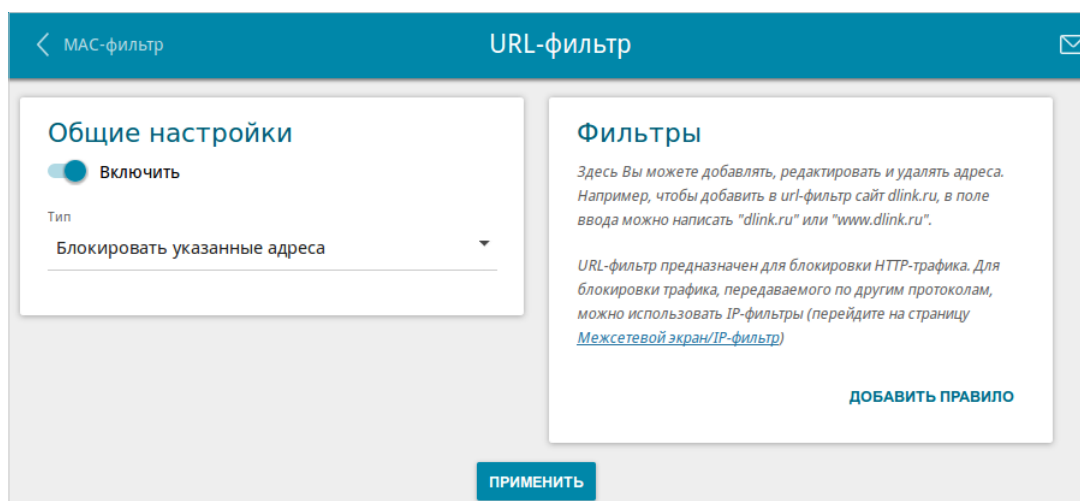 МАС-фильтр
URL-фильтр
Общие настройки
Включить
Тип
Блокировать указанные адреса
Фильтры
Здесь Вы можете добавлять, редактировать и удалять адреса.
Например, чтобы добавить в url-фильтр сайт dlink.ru, в поле
ввода можно написать "dlink.ru" или "www.dlink.ru".
URL-фильтр предназначен для блокировки HTTP-трафика. Для
блокировки трафика, передаваемого по другим протоколам,
можно использовать IP-фильтры (перейдите на страницу
Межсетевой экран/IP-фильтр)
ДОБАВИТЬ ПРАВИЛО
ПРИМЕНИТЬ